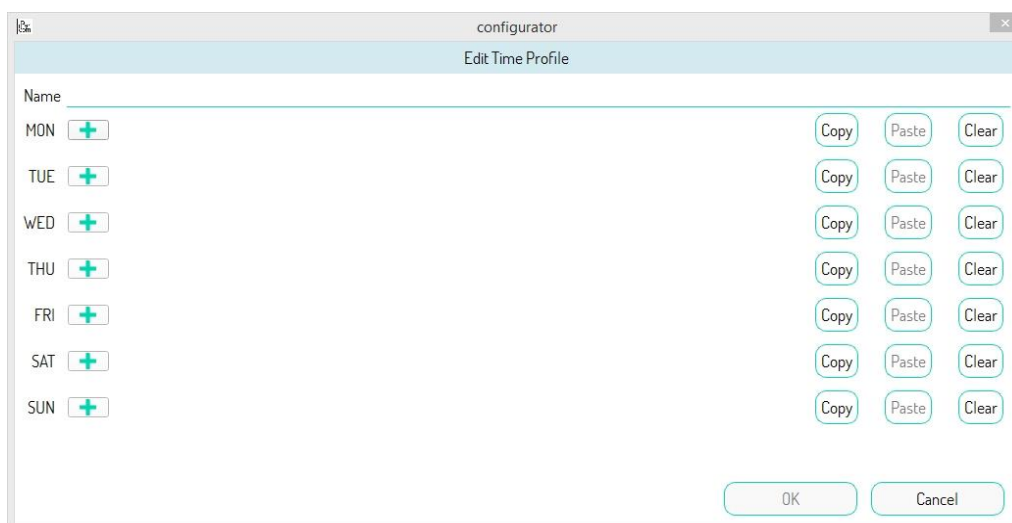 configurator
Edit Time Profile
Name
MON Copy Paste Clear
TUE Copy Paste Clear
WED Copy Paste Clear
THU Copy Paste Clear
FRI Copy Paste Clear
SAT Copy Paste Clear
SUN Copy Paste Clear
OK Cancel